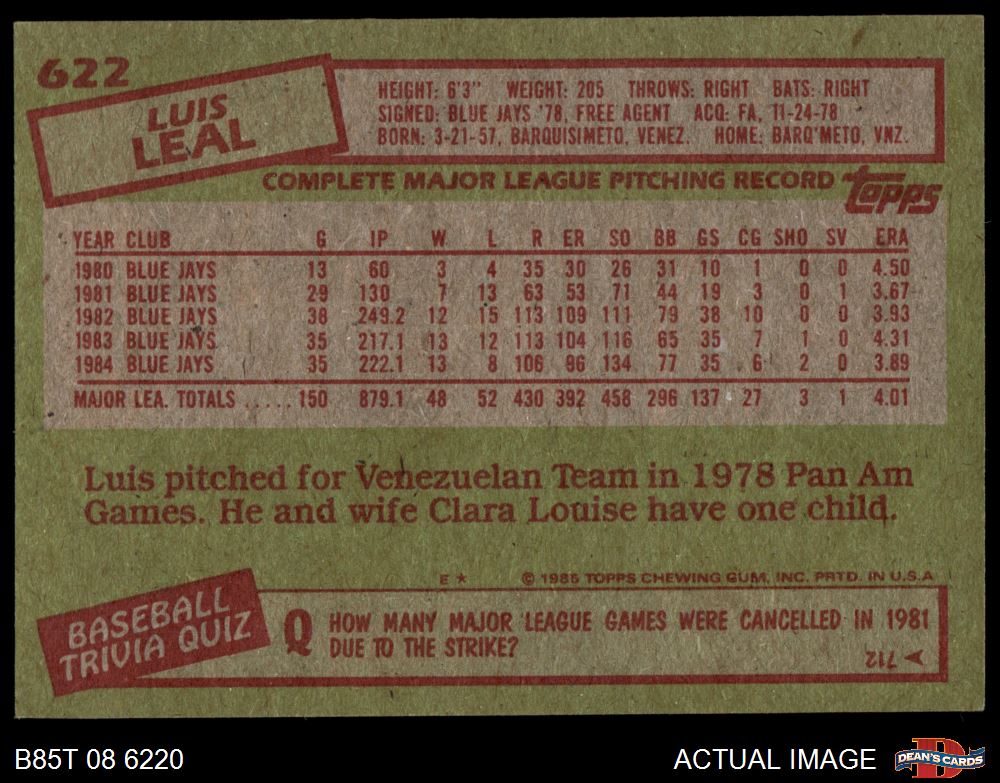 622
LUIS
LEAL
HEIGHT: 6'3" WEIGHT: 205 THROWS: RIGHT BATS: RIGHT
SIGNED: BLUE JAYS '78, FREE AGENT ACQ: FA, 11-24-78
BORN: 3-21-57, BARQUISIMETO, VENEZ. HOME: BARQ'METO, VNZ.
COMPLETE MAJOR LEAGUE PITCHING RECORD topps
YEAR CLUB G IP W L R ER SO BB GS CG SHO SV ERA
1980 BLUE JAYS 13 60 3 4 35 30 26 31 10 1 0 0 4.50
1981 BLUE JAYS 29 130 7 13 63 53 71 44 19 3 0 1 3.67
1982 BLUE JAYS 38 249.2 12 15 113 109 111 79 38 10 0 0 3.93
1983 BLUE JAYS 35 217.1 13 12 113 104 116 65 35 7 1 0 4.31
1984 BLUE JAYS 35 222.1 13 8 106 96 134 77 35 6 2 0 3.89
MAJOR LEA. TOTALS ..... 150 879.1 48 52 430 392 458 296 137 27 3 1 4.01
Luis pitched for Venezuelan Team in 1978 Pan Am
Games. He and wife Clara Louise have one child.
E ★ © 1985 TOPPS CHEWING GUM, INC. PRTD. IN U.S.A
BASEBALL
TRIVIA QUIZ
Q HOW MANY MAJOR LEAGUE GAMES WERE CANCELLED IN 1981
DUE TO THE STRIKE?
712
B85T 08 6220
ACTUAL IMAGE
D
DEAN'S CARDS